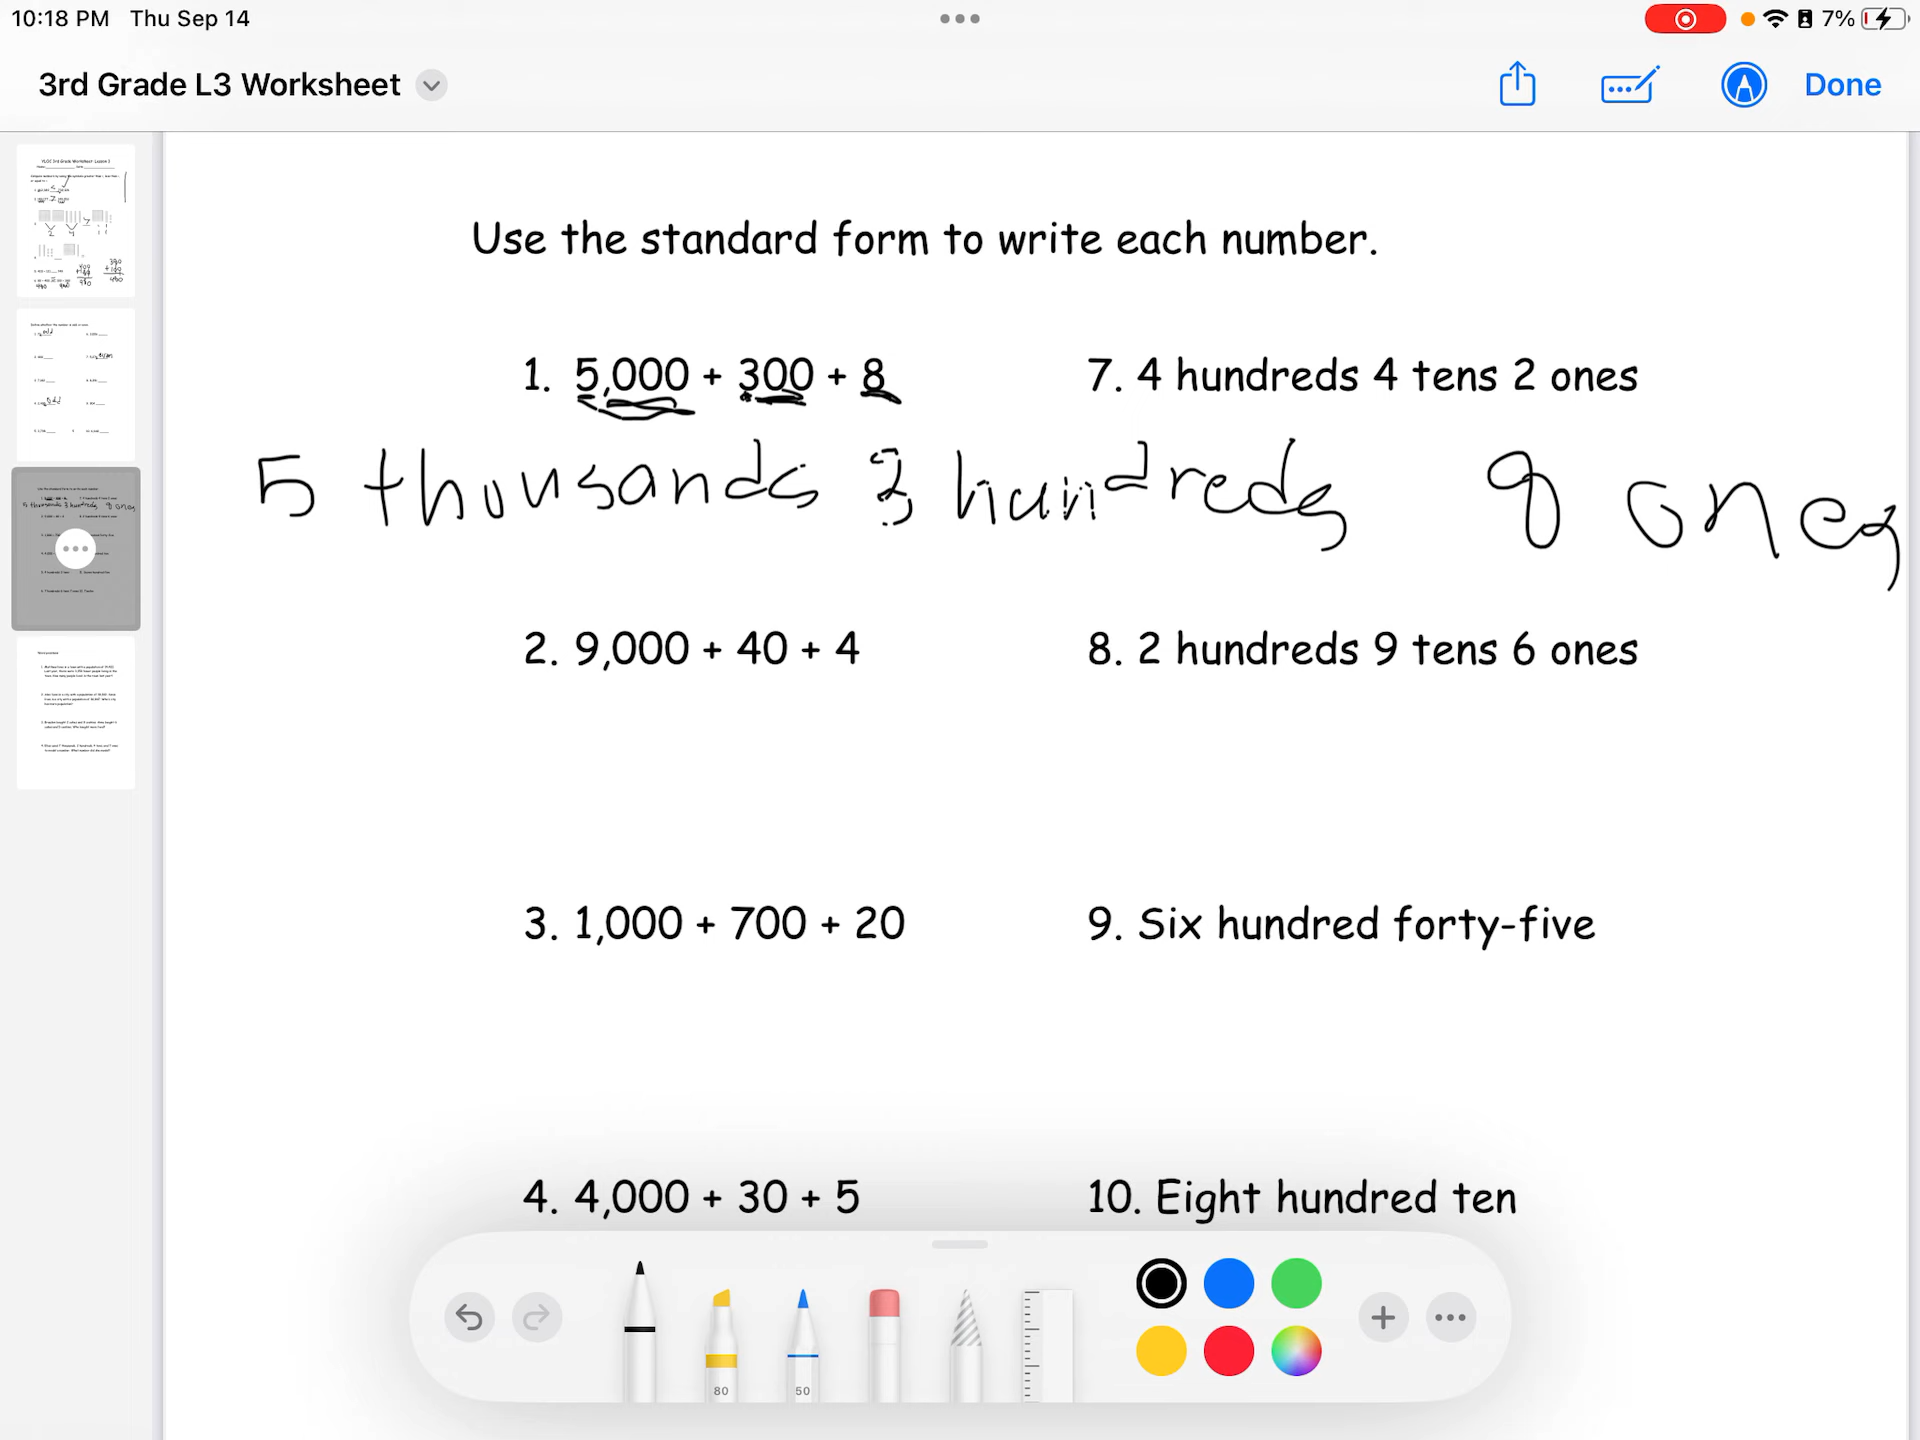 10:18 PM Thu Sep 14
7%
3rd Grade L3 Worksheet
Done
Use the standard form to write each number.
1. 5,000 + 300 + 8
7. 4 hundreds 4 tens 2 ones
5 thousands 3 hundreds 8 ones
2. 9,000 + 40 + 4
8. 2 hundreds 9 tens 6 ones
3. 1,000 + 700 + 20
9. Six hundred forty-five
4. 4,000 + 30 + 5
10. Eight hundred ten
80
50